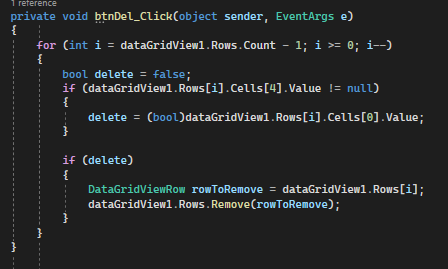 1 reference
private void btnDel_Click(object sender, EventArgs e)
{
for (int i = dataGridView1.Rows.Count - 1; i >= 0; i--)
{
bool delete = false;
if (dataGridView1.Rows[i].Cells[4].Value != null)
{
delete = (bool)dataGridView1.Rows[i].Cells[0].Value;
}
if (delete)
{
DataGridViewRow rowToRemove = dataGridView1.Rows[i];
dataGridView1.Rows.Remove(rowToRemove);
}
}
}